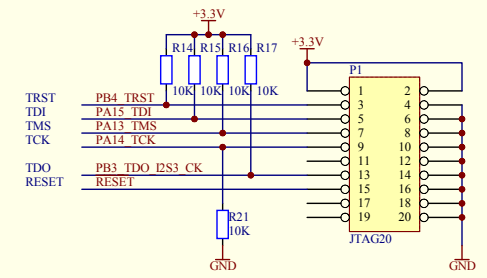 +3.3V
R14 R15 R16 R17
+3.3V
P1
10K 10K 10K 10K
1 2
TRST PB4_TRST 3 4
TDI PA15_TDI 5 6
TMS PA13_TMS 7 8
TCK PA14_TCK 9 10
11 12
TDO PB3_TDO_I2S3_CK 13 14
RESET RESET 15 16
17 18
19 20
R21
10K
JTAG20
GND
GND